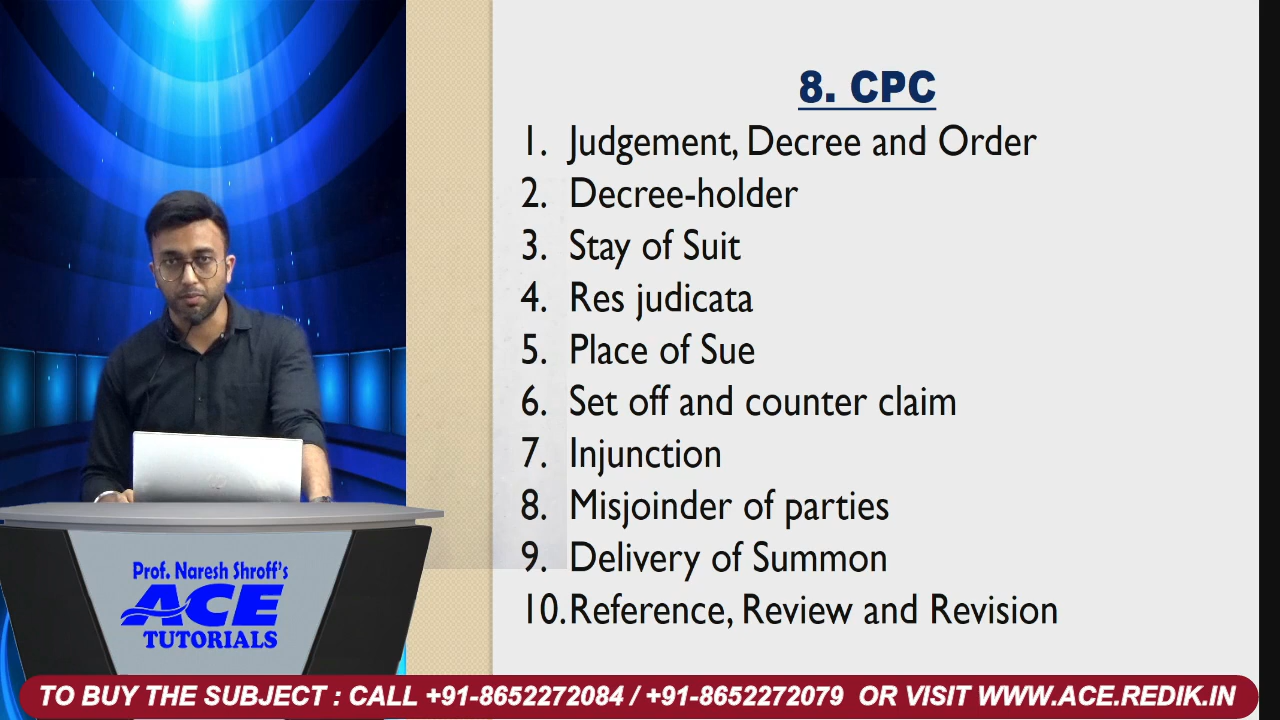 8. CPC
1. Judgement, Decree and Order
2. Decree-holder
3. Stay of Suit
4. Res judicata
5. Place of Sue
6. Set off and counter claim
7. Injunction
8. Misjoinder of parties
9. Delivery of Summon
10. Reference, Review and Revision
Prof. Naresh Shroff's
ACE
TUTORIALS
TO BUY THE SUBJECT : CALL +91-8652272084 / +91-8652272079 OR VISIT WWW.ACE.REDIK.IN